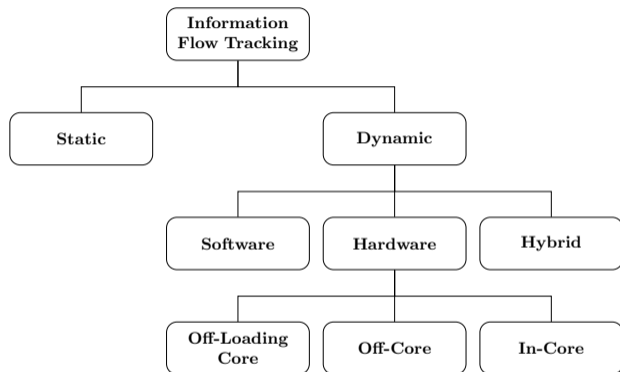 Information
Flow Tracking
Static
Dynamic
Software
Hardware
Hybrid
Off-Loading
Core
Off-Core
In-Core